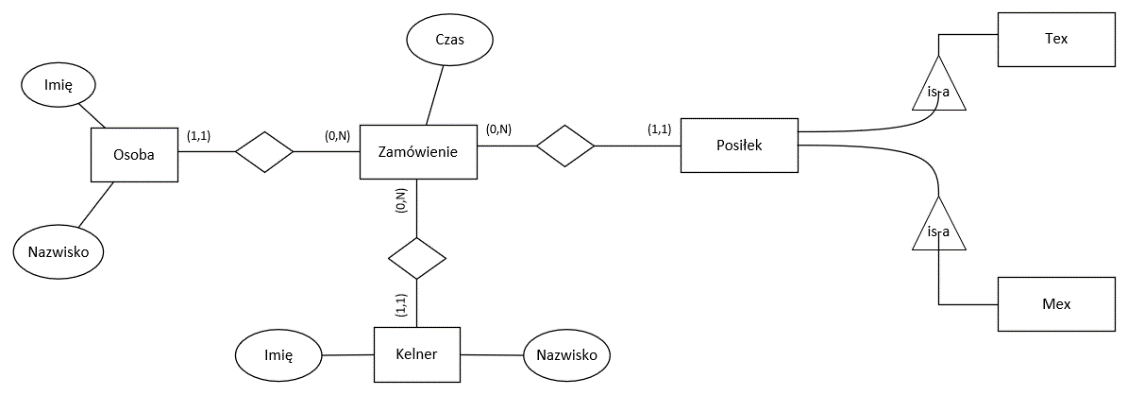 Czas
Tex
Imię
is-a
(1,1)
(0,N)
(0,N)
(1,1)
Osoba
Zamówienie
Posiłek
(0,N)
Nazwisko
is-a
(1,1)
Mex
Imię
Kelner
Nazwisko